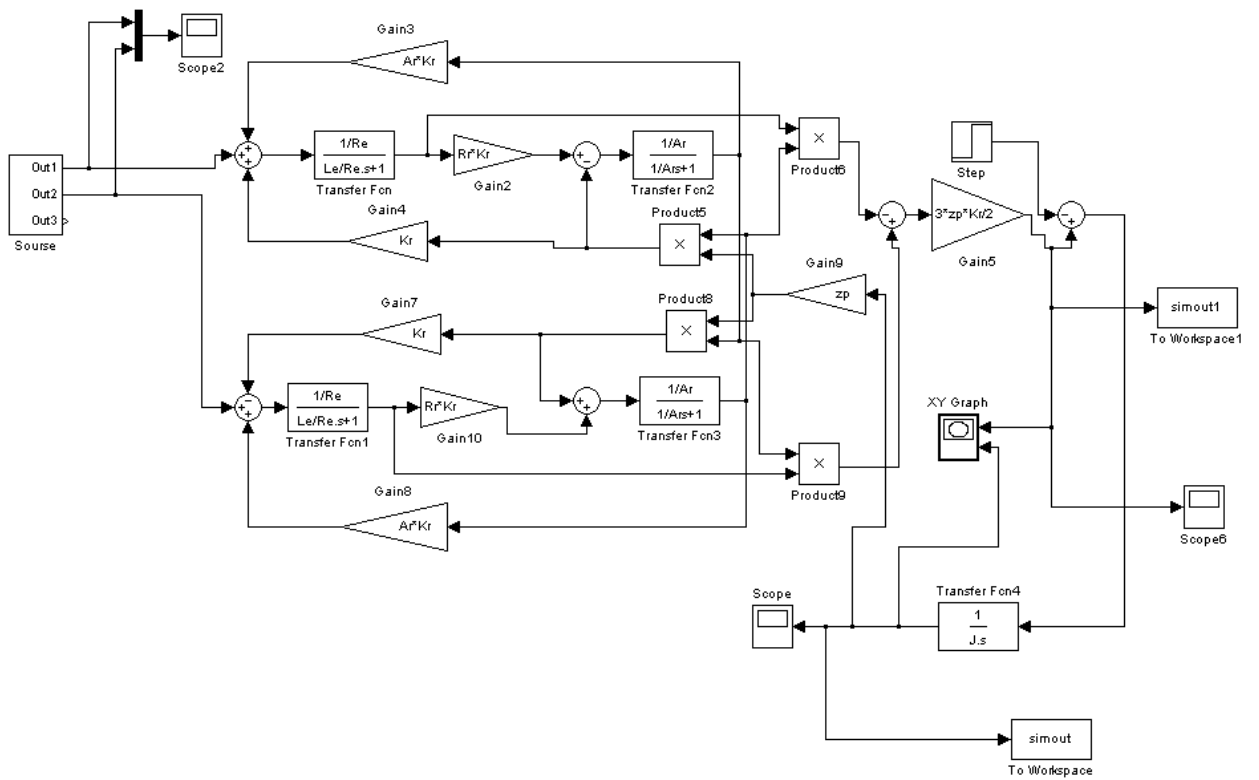 Scope2
Gain3
Ar*Kr
Out1
Out2
Out3
Sourse
1/Re
Le/Re.s+1
Transfer Fcn
Rr*Kr
Gain2
1/Ar
1/Ars+1
Transfer Fcn2
×
Product6
Step
Gain4
Kr
Product5
×
3*zp*Kr/2
Gain5
Gain9
zp
Gain7
Kr
Product8
×
simout1
To Workspace1
1/Re
Le/Re.s+1
Transfer Fcn1
Rr*Kr
Gain10
1/Ar
1/Ars+1
Transfer Fcn3
XY Graph
×
Product9
Gain8
Ar*Kr
Scope6
Scope
Transfer Fcn4
1
J.s
simout
To Workspace